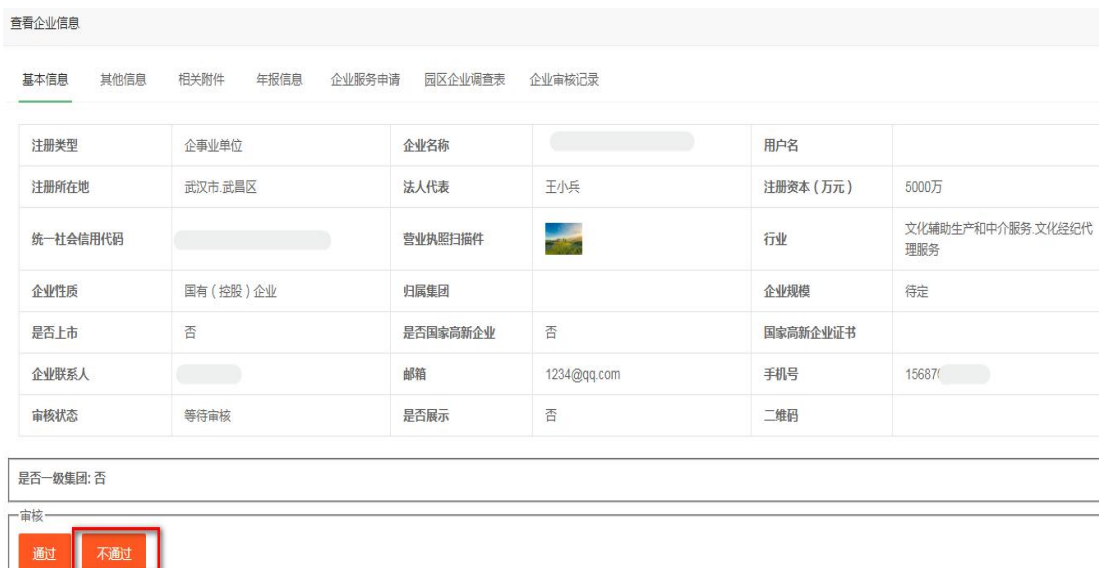 查看企业信息
基本信息 其他信息 相关附件 年报信息 企业服务申请 园区企业调查表 企业审核记录
注册类型 企事业单位 企业名称 用户名
注册所在地 武汉市.武昌区 法人代表 王小兵 注册资本（万元） 5000万
统一社会信用代码 营业执照扫描件 行业 文化辅助生产和中介服务.文化经纪代
理服务
企业性质 国有（控股）企业 归属集团 企业规模 待定
是否上市 否 是否国家高新企业 否 国家高新企业证书
企业联系人 邮箱 1234@qq.com 手机号 15687
审核状态 等待审核 是否展示 否 二维码
是否一级集团: 否
审核
通过 不通过